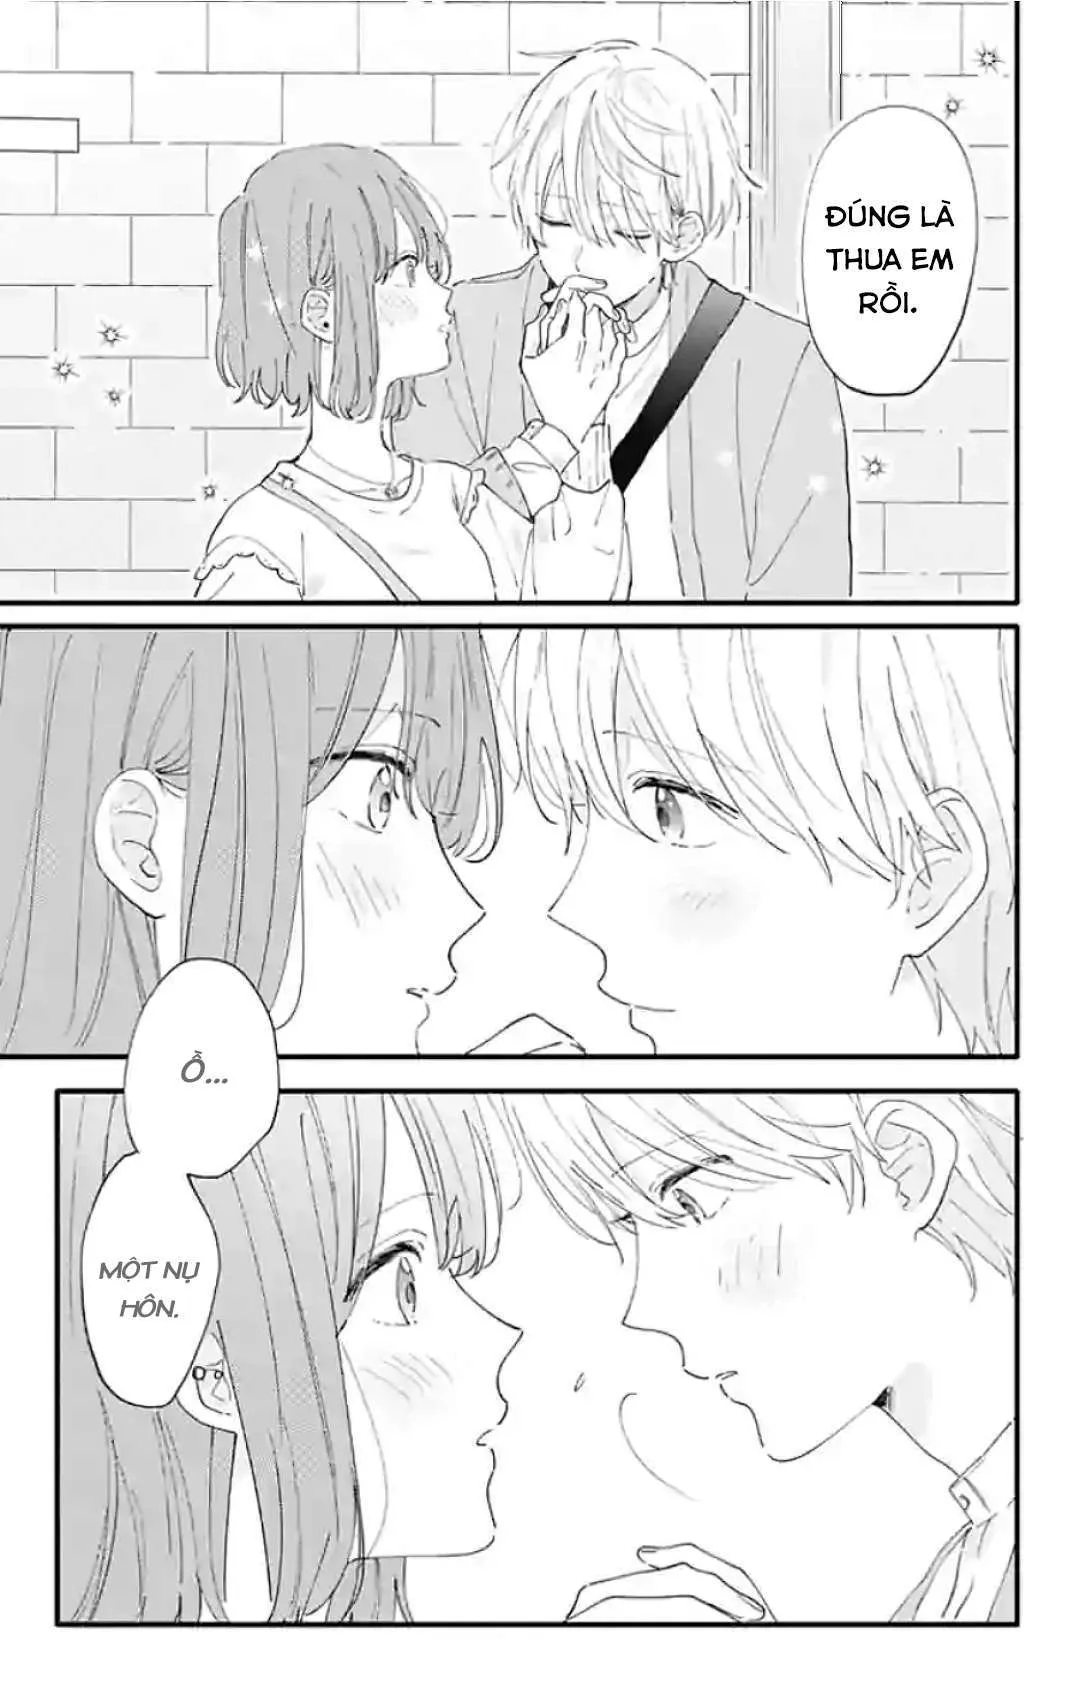 ĐÚNG LÀ
THUA EM
RỒI.
Ồ...
MỘT NỤ
HÔN.